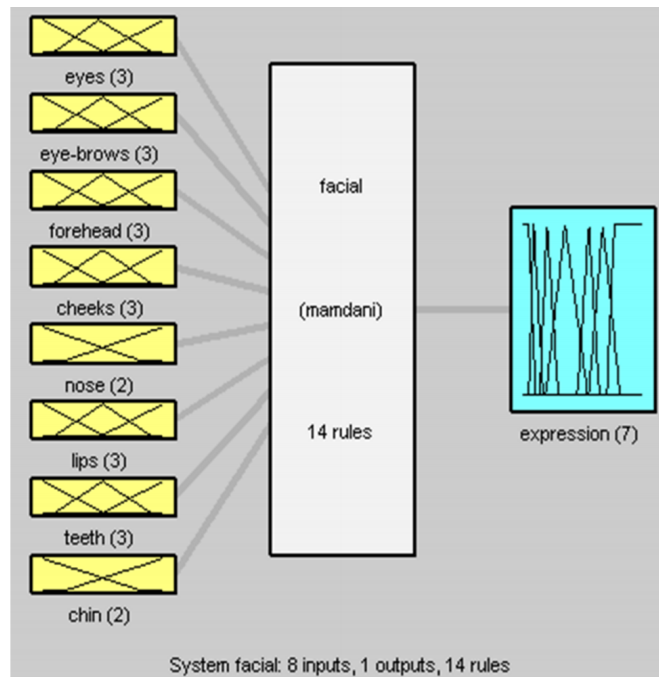 eyes (3)
eye-brows (3)
forehead (3)
cheeks (3)
nose (2)
lips (3)
teeth (3)
chin (2)
facial
(mamdani)
14 rules
expression (7)
System facial: 8 inputs, 1 outputs, 14 rules